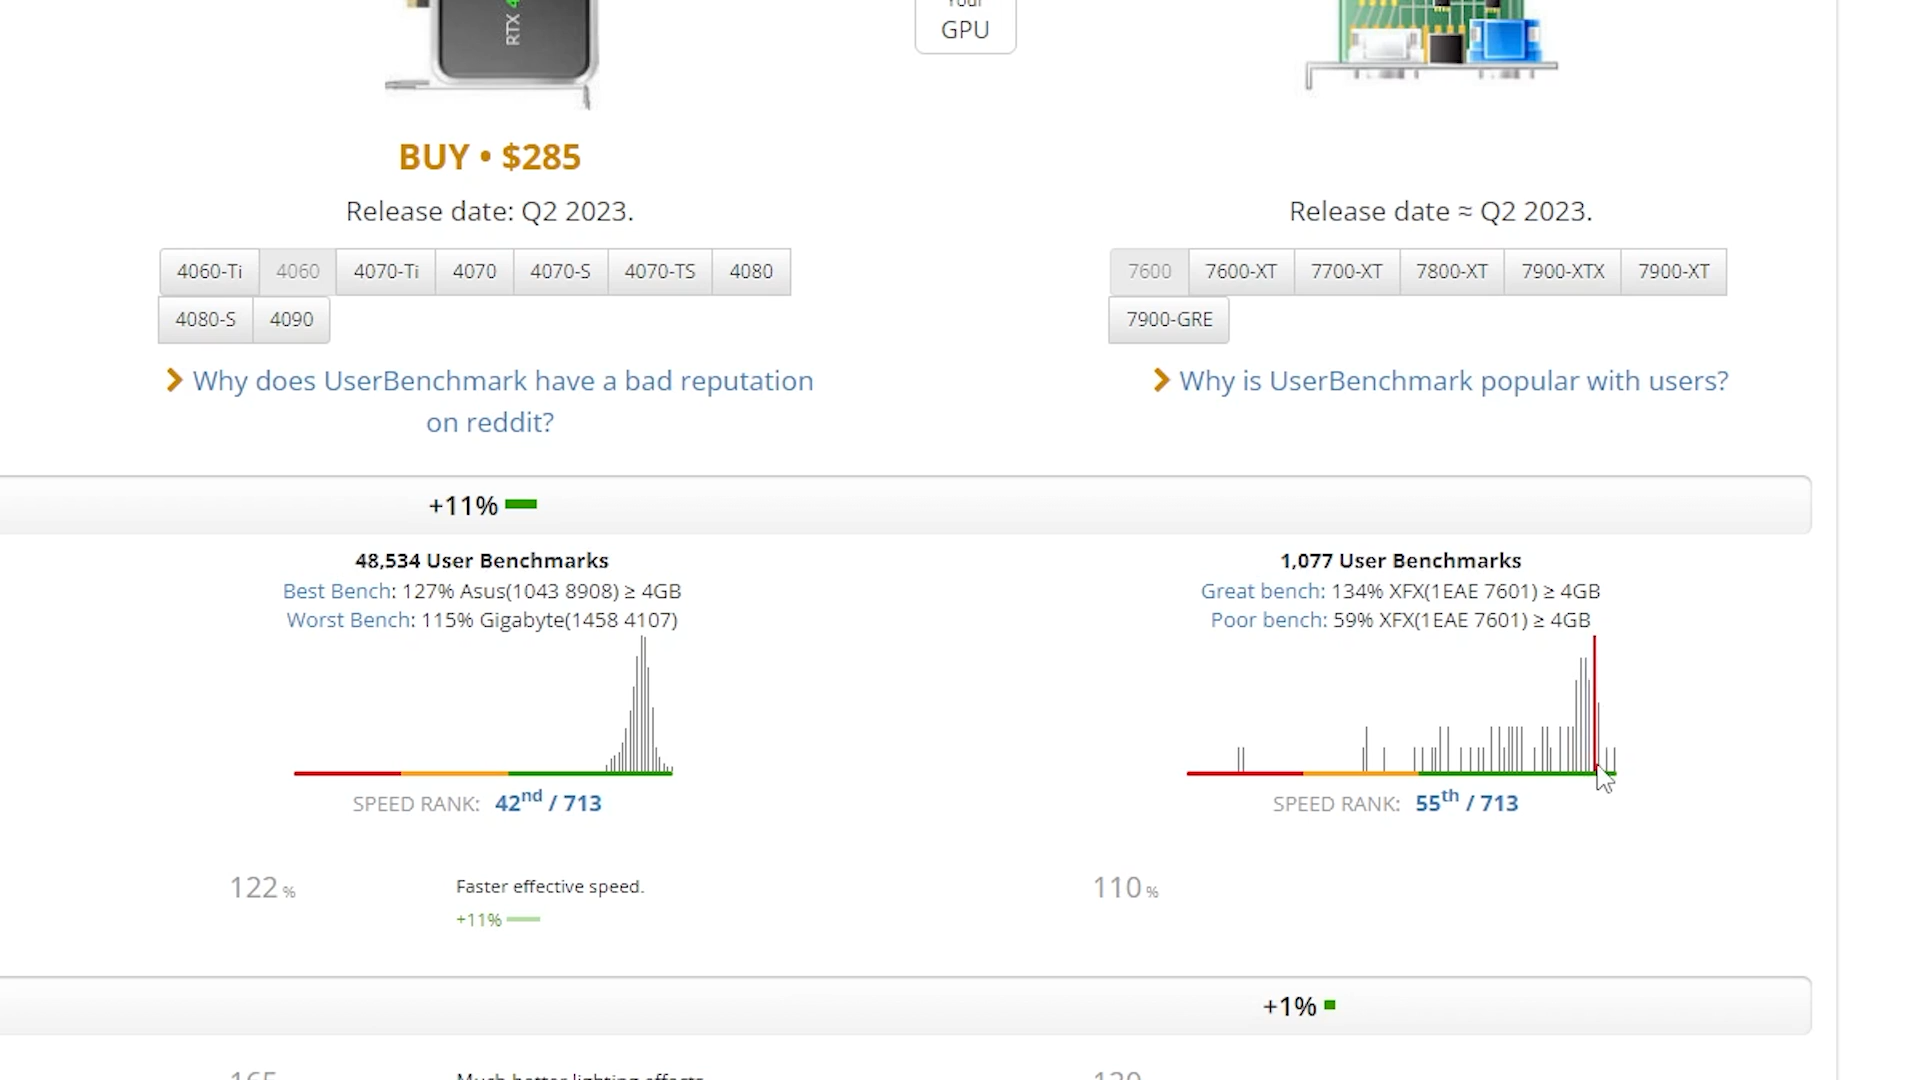 RTX
GPU
BUY • $285
Release date: Q2 2023.
Release date ≈ Q2 2023.
4060-Ti 4060 4070-Ti 4070 4070-S 4070-TS 4080
4080-S 4090
7600 7600-XT 7700-XT 7800-XT 7900-XTX 7900-XT
7900-GRE
Why does UserBenchmark have a bad reputation
on reddit?
Why is UserBenchmark popular with users?
+11%
48,534 User Benchmarks
Best Bench: 127% Asus(1043 8908) ≥ 4GB
Worst Bench: 115% Gigabyte(1458 4107)
SPEED RANK: 42nd / 713
1,077 User Benchmarks
Great bench: 134% XFX(1EAE 7601) ≥ 4GB
Poor bench: 59% XFX(1EAE 7601) ≥ 4GB
SPEED RANK: 55th / 713
122 %
Faster effective speed.
+11%
110 %
+1%